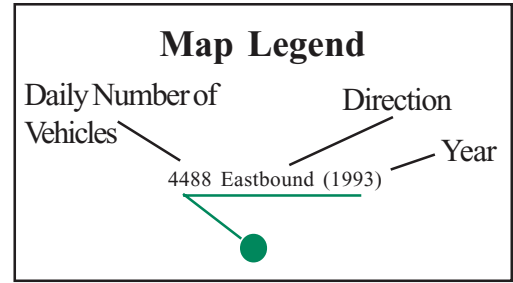 Map Legend
Daily Number of
Vehicles
Direction
Year
4488 Eastbound (1993)